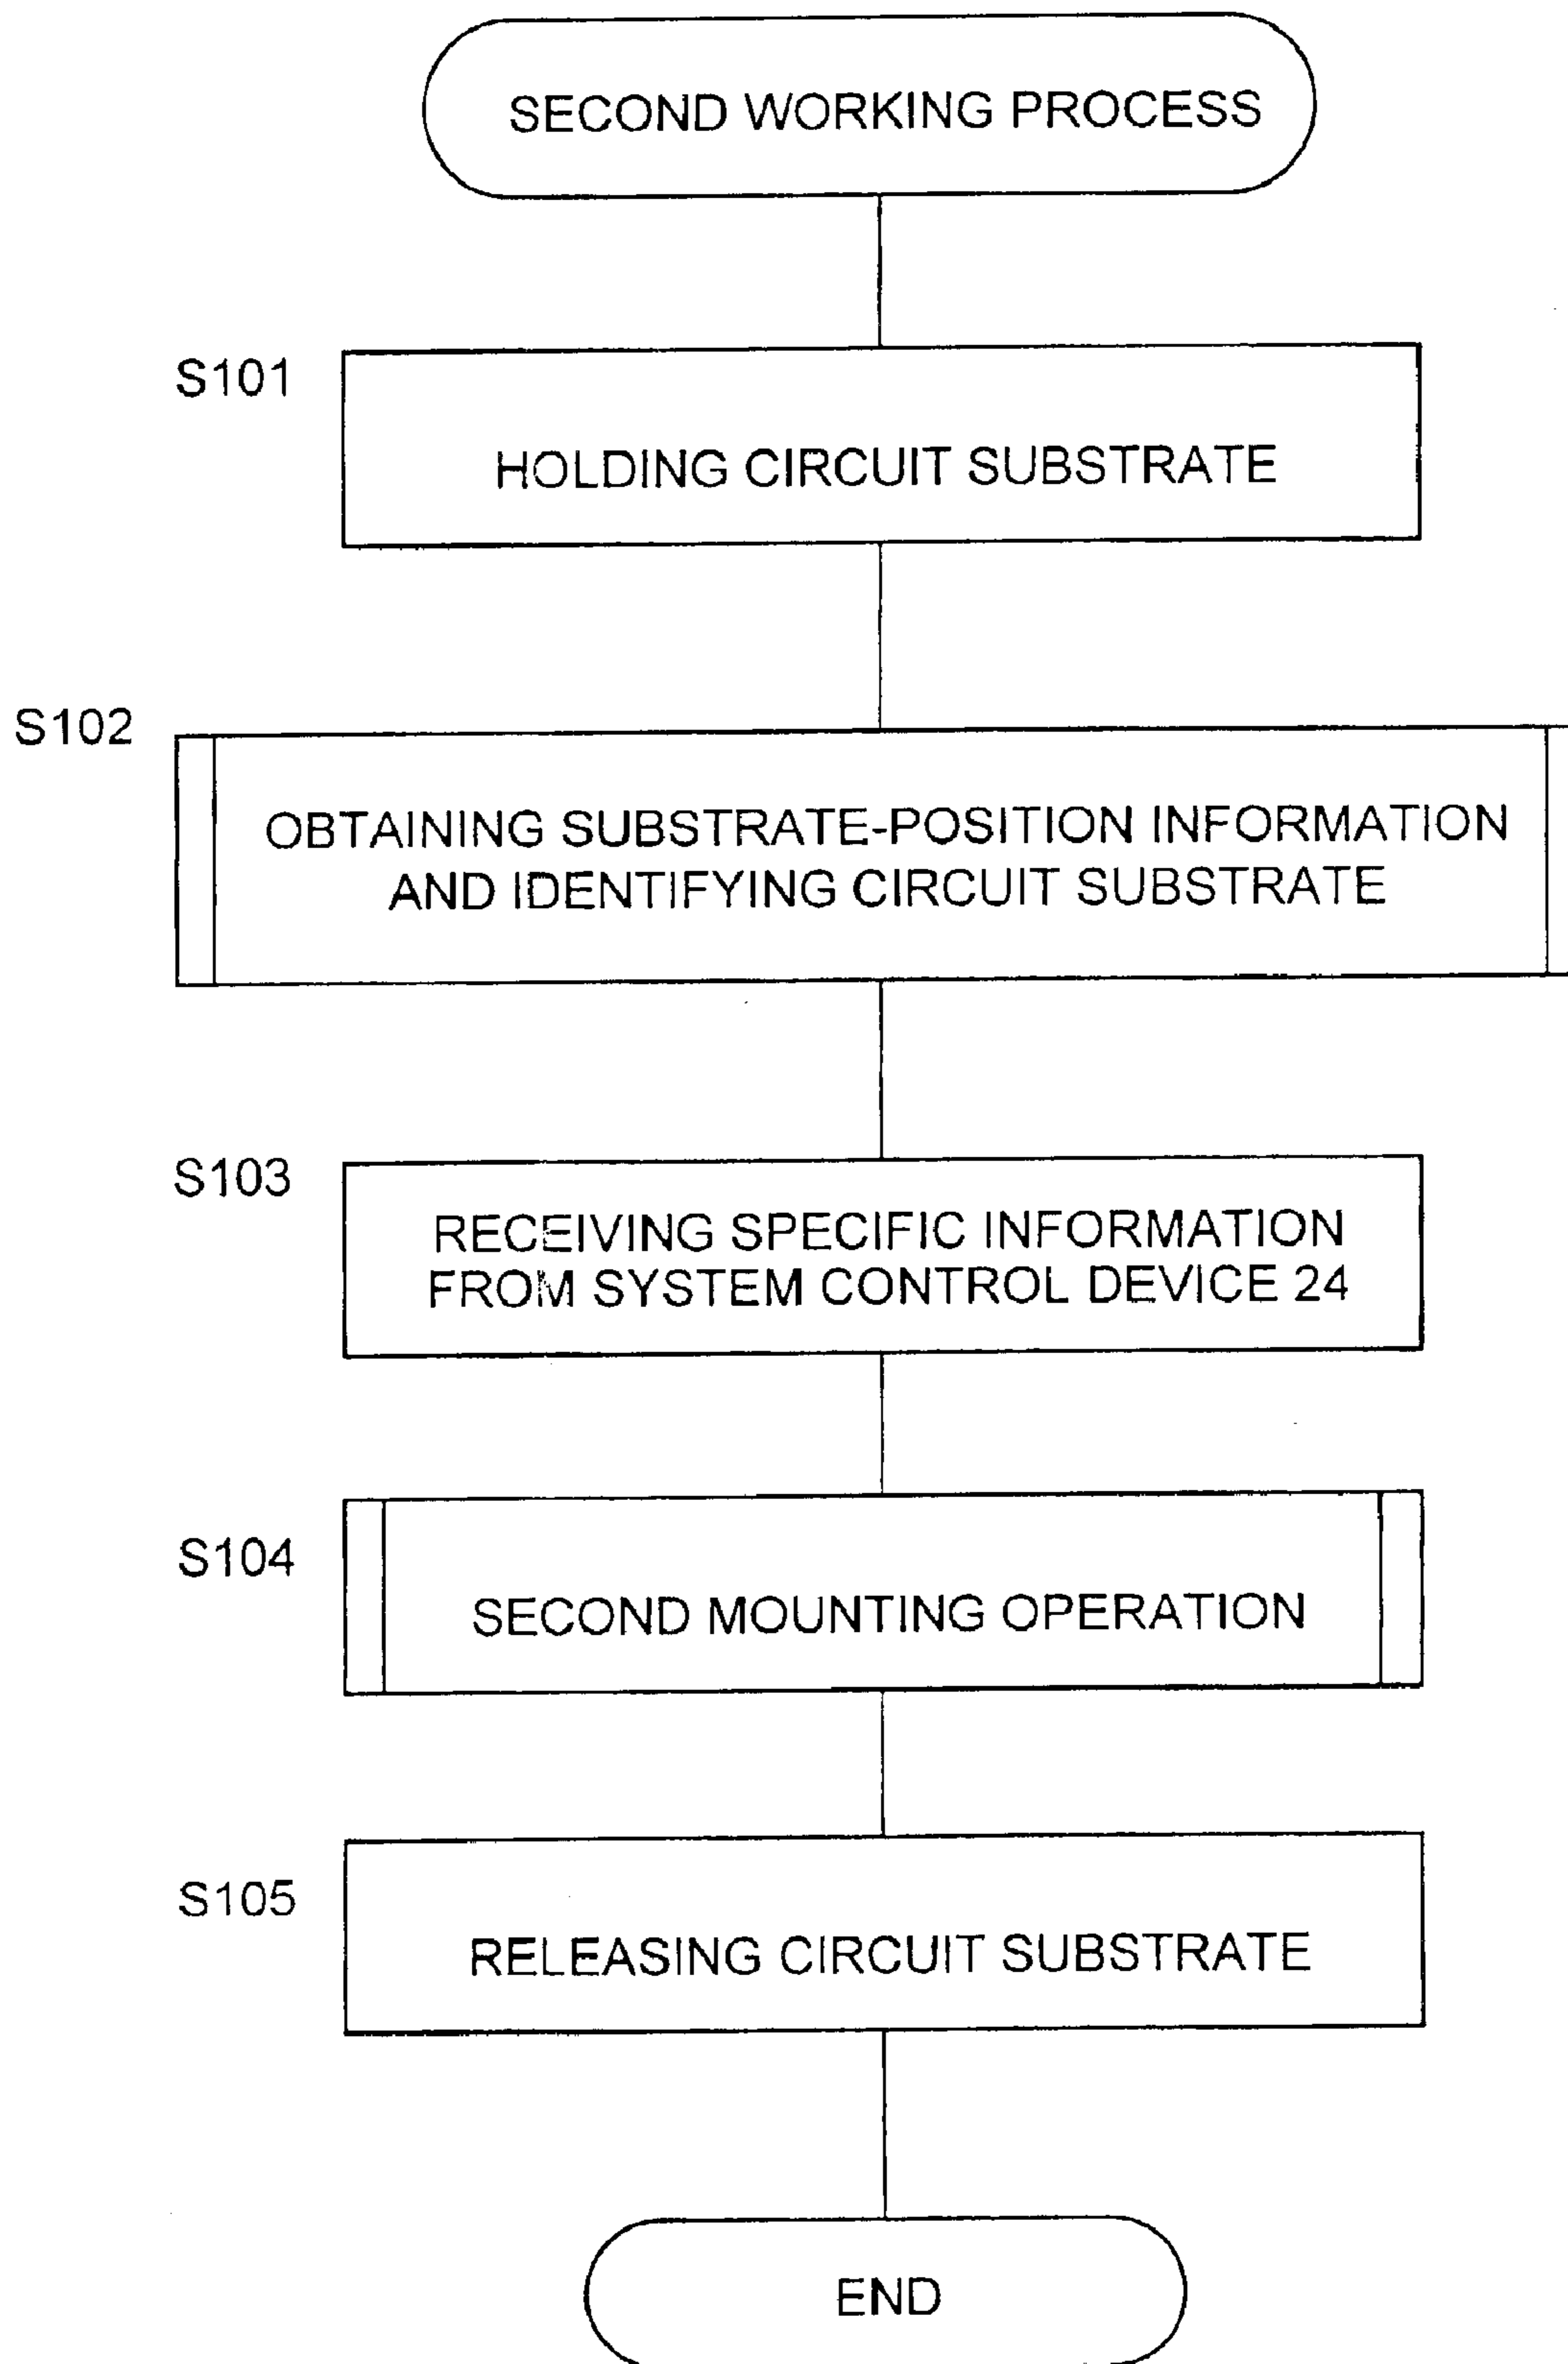 SECOND WORKING PROCESS
S101
HOLDING CIRCUIT SUBSTRATE
S102
OBTAINING SUBSTRATE-POSITION INFORMATION
AND IDENTIFYING CIRCUIT SUBSTRATE
S103
RECEIVING SPECIFIC INFORMATION
FROM SYSTEM CONTROL DEVICE 24
S104
SECOND MOUNTING OPERATION
S105
RELEASING CIRCUIT SUBSTRATE
END